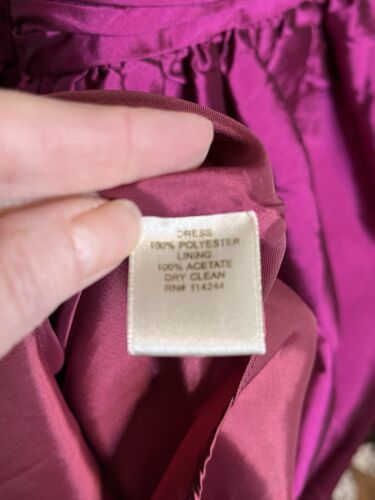 DRESS
100% POLYESTER
LINING
100% ACETATE
DRY CLEAN
RN# 114244